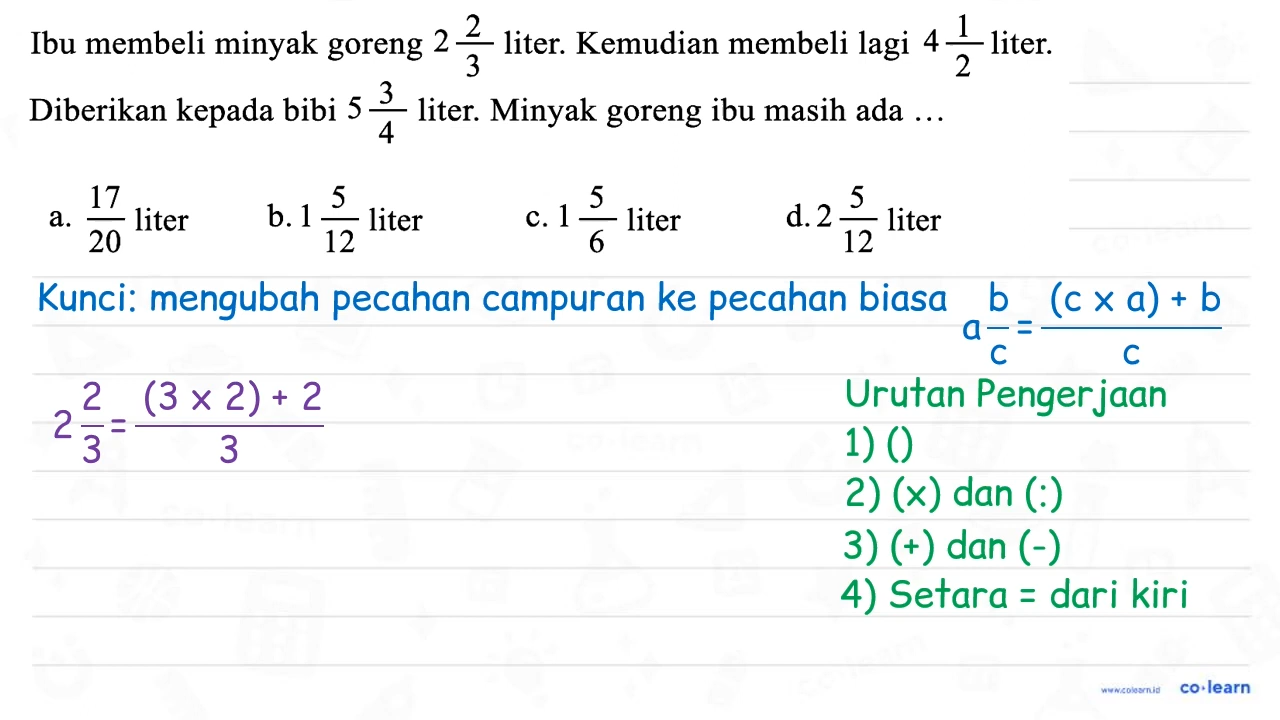 Ibu membeli minyak goreng 2 2/3 liter. Kemudian membeli lagi 4 1/2 liter.
Diberikan kepada bibi 5 3/4 liter. Minyak goreng ibu masih ada ...
a. 17/20 liter b. 1 5/12 liter c. 1 5/6 liter d. 2 5/12 liter
Kunci: mengubah pecahan campuran ke pecahan biasa a b/c = (c x a) + b / c
2 2/3 = (3 x 2) + 2 / 3
Urutan Pengerjaan
1) ()
2) (x) dan (:)
3) (+) dan (-)
4) Setara = dari kiri
www.colearn.id co·learn